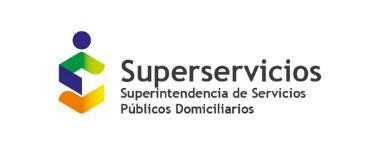 Superservicios
Superintendencia de Servicios
Públicos Domiciliarios